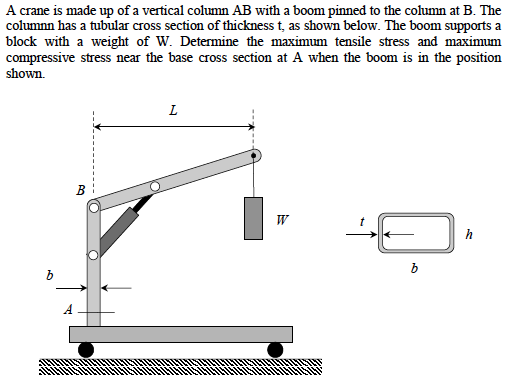 A crane is made up of a vertical column AB with a boom pinned to the column at B. The
columnn has a tubular cross section of thickness t, as shown below. The boom supports a
block with a weight of W. Determine the maximum tensile stress and maximum
compressive stress near the base cross section at A when the boom is in the position
shown.
L
B
W
t
h
b
b
A